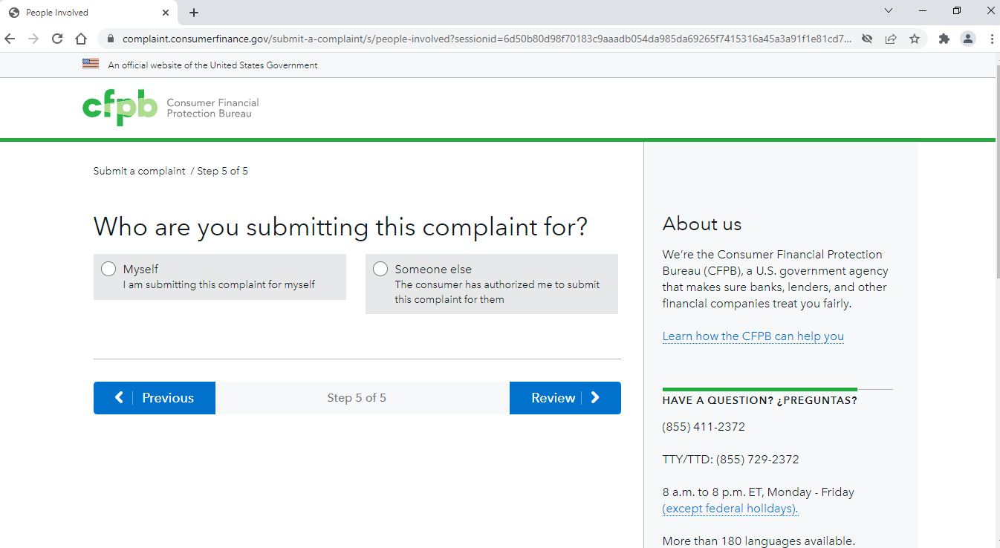 People Involved
complaint.consumerfinance.gov/submit-a-complaint/s/people-involved?sessionid=6d50b80d98f70183c9aaadb054da985da69265f7415316a45a3a91f1e81cd7...
An official website of the United States Government
cfpb
Consumer Financial
Protection Bureau
Submit a complaint / Step 5 of 5
Who are you submitting this complaint for?
Myself
I am submitting this complaint for myself
Someone else
The consumer has authorized me to submit
this complaint for them
Previous
Step 5 of 5
Review
About us
We're the Consumer Financial Protection
Bureau (CFPB), a U.S. government agency
that makes sure banks, lenders, and other
financial companies treat you fairly.
Learn how the CFPB can help you
HAVE A QUESTION? ¿PREGUNTAS?
(855) 411-2372
TTY/TTD: (855) 729-2372
8 a.m. to 8 p.m. ET, Monday - Friday
(except federal holidays).
More than 180 languages available.